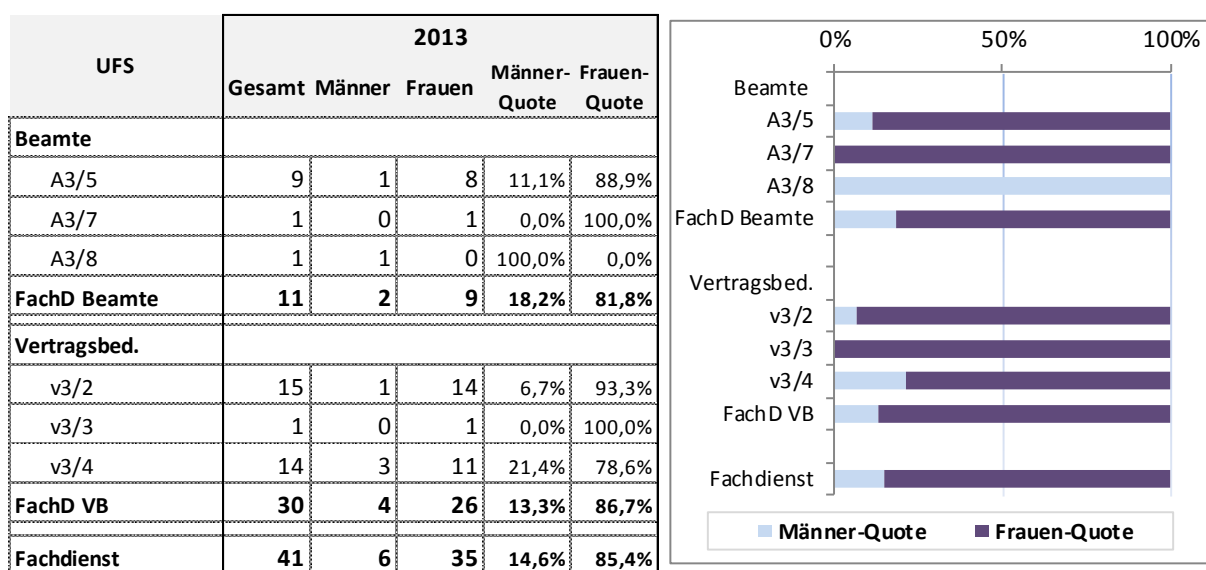 UFS
2013
Gesamt Männer Frauen Männer-Quote Frauen-Quote
Beamte
A3/5 9 1 8 11,1% 88,9%
A3/7 1 0 1 0,0% 100,0%
A3/8 1 1 0 100,0% 0,0%
FachD Beamte 11 2 9 18,2% 81,8%
Vertragsbed.
v3/2 15 1 14 6,7% 93,3%
v3/3 1 0 1 0,0% 100,0%
v3/4 14 3 11 21,4% 78,6%
FachD VB 30 4 26 13,3% 86,7%
Fachdienst 41 6 35 14,6% 85,4%
0% 50% 100%
Beamte
A3/5
A3/7
A3/8
FachD Beamte
Vertragsbed.
v3/2
v3/3
v3/4
FachD VB
Fachdienst
Männer-Quote Frauen-Quote